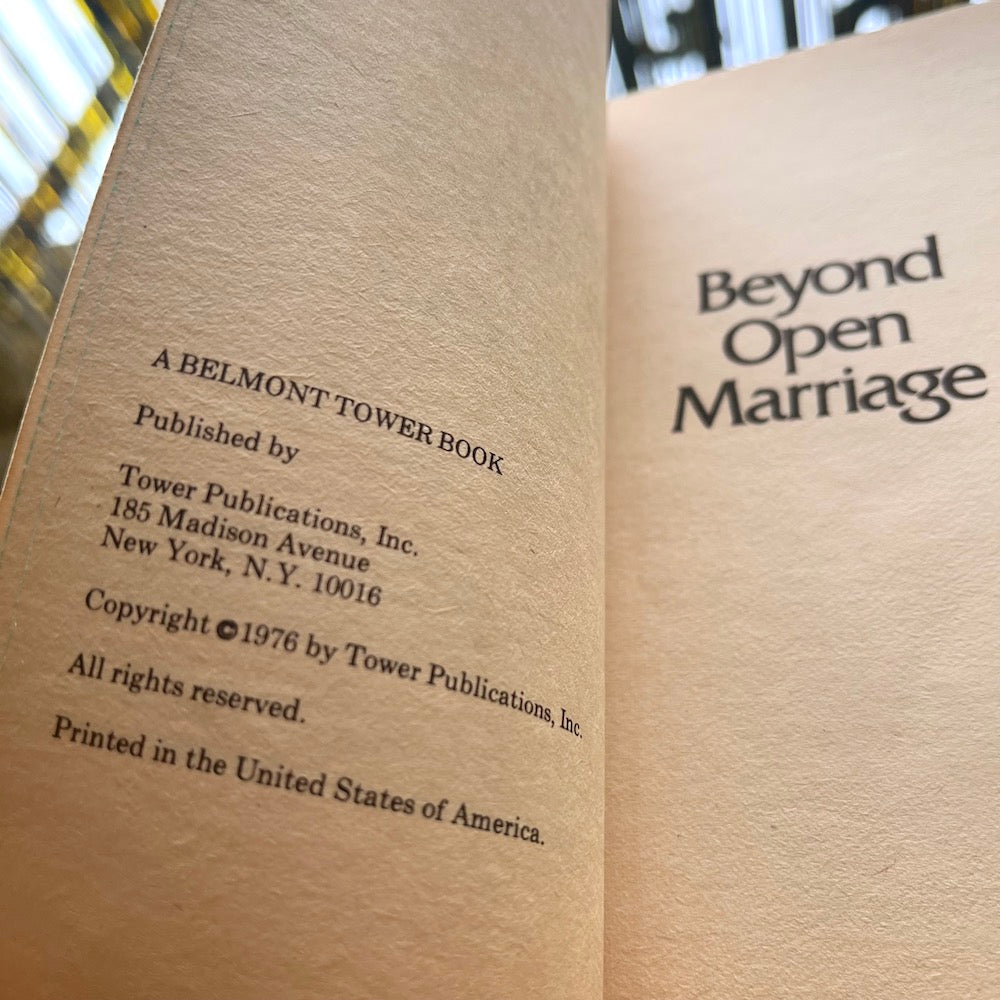 A BELMONT TOWER BOOK
Published by
Tower Publications, Inc.
185 Madison Avenue
New York, N.Y. 10016
Copyright ©1976 by Tower Publications, Inc.
All rights reserved.
Printed in the United States of America.
Beyond
Open
Marriage